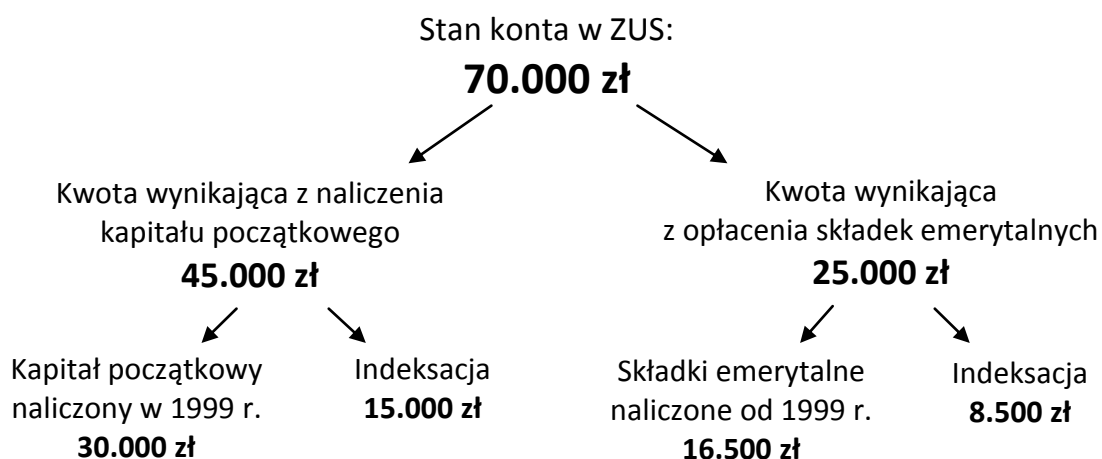 Stan konta w ZUS:
70.000 zł
Kwota wynikająca z naliczenia
kapitału początkowego
45.000 zł
Kwota wynikająca
z opłacenia składek emerytalnych
25.000 zł
Kapitał początkowy
naliczony w 1999 r.
30.000 zł
Indeksacja
15.000 zł
Składki emerytalne
naliczone od 1999 r.
16.500 zł
Indeksacja
8.500 zł